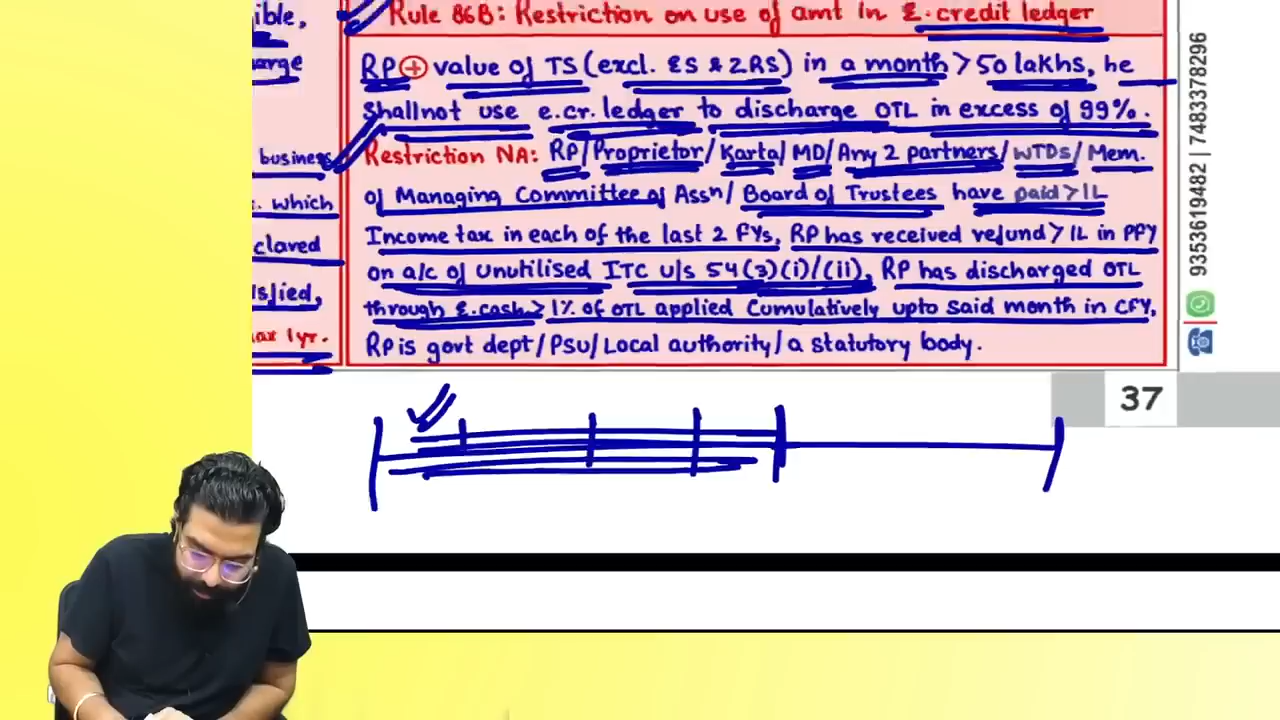 ible,
arge
business
. which
claved
isfied,
max 1yr.
Rule 86B: Restriction on use of amt in E.credit ledger
RP + value of TS (excl. ES & ZRS) in a month > 50 lakhs, he
shall not use e.cr. ledger to discharge OTL in excess of 99%.
Restriction NA: RP/Proprietor/Karta/MD/Any 2 partners/WTDs/Mem.
of Managing Committee of Assn/Board of Trustees have paid > 1L
Income tax in each of the last 2 FYs, RP has received refund > 1L in PFY
on a/c of unutilised ITC u/s 54(3)(i)/(ii), RP has discharged OTL
through E.cash > 1% of OTL applied Cumulatively upto said month in CFY,
RP is govt dept/PSU/Local authority/a statutory body.
9353619482 | 7483378296
37